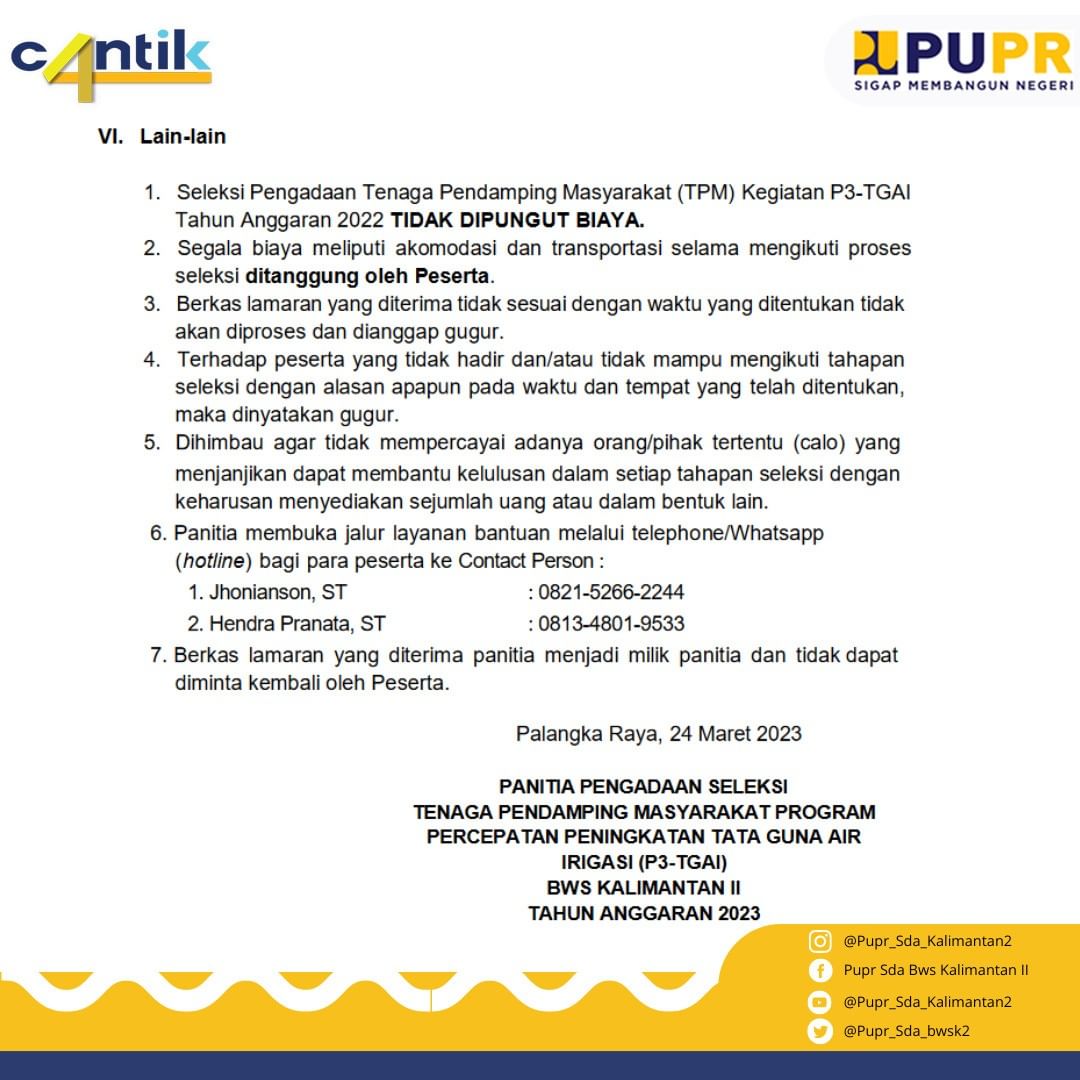 c4ntik
PUPR
SIGAP MEMBANGUN NEGERI
VI. Lain-lain
1. Seleksi Pengadaan Tenaga Pendamping Masyarakat (TPM) Kegiatan P3-TGAI
Tahun Anggaran 2022 TIDAK DIPUNGUT BIAYA.
2. Segala biaya meliputi akomodasi dan transportasi selama mengikuti proses
seleksi ditanggung oleh Peserta.
3. Berkas lamaran yang diterima tidak sesuai dengan waktu yang ditentukan tidak
akan diproses dan dianggap gugur.
4. Terhadap peserta yang tidak hadir dan/atau tidak mampu mengikuti tahapan
seleksi dengan alasan apapun pada waktu dan tempat yang telah ditentukan,
maka dinyatakan gugur.
5. Dihimbau agar tidak mempercayai adanya orang/pihak tertentu (calo) yang
menjanjikan dapat membantu kelulusan dalam setiap tahapan seleksi dengan
keharusan menyediakan sejumlah uang atau dalam bentuk lain.
6. Panitia membuka jalur layanan bantuan melalui telephone/Whatsapp
(hotline) bagi para peserta ke Contact Person :
1. Jhonianson, ST : 0821-5266-2244
2. Hendra Pranata, ST : 0813-4801-9533
7. Berkas lamaran yang diterima panitia menjadi milik panitia dan tidak dapat
diminta kembali oleh Peserta.
Palangka Raya, 24 Maret 2023
PANITIA PENGADAAN SELEKSI
TENAGA PENDAMPING MASYARAKAT PROGRAM
PERCEPATAN PENINGKATAN TATA GUNA AIR
IRIGASI (P3-TGAI)
BWS KALIMANTAN II
TAHUN ANGGARAN 2023
@Pupr_Sda_Kalimantan2
Pupr Sda Bws Kalimantan II
@Pupr_Sda_Kalimantan2
@Pupr_Sda_bwsk2